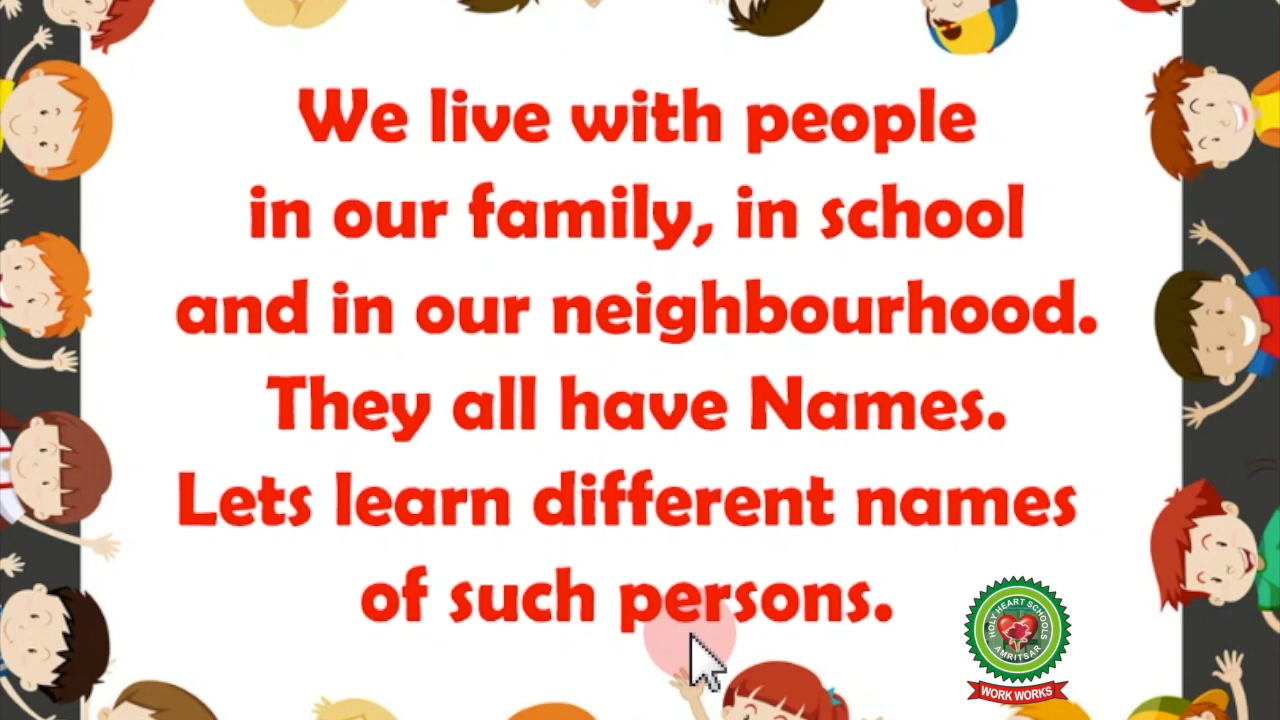 We live with people
in our family, in school
and in our neighbourhood.
They all have Names.
Lets learn different names
of such persons.
HOLY HEART SCHOOLS
AMRITSAR
WORK WORKS